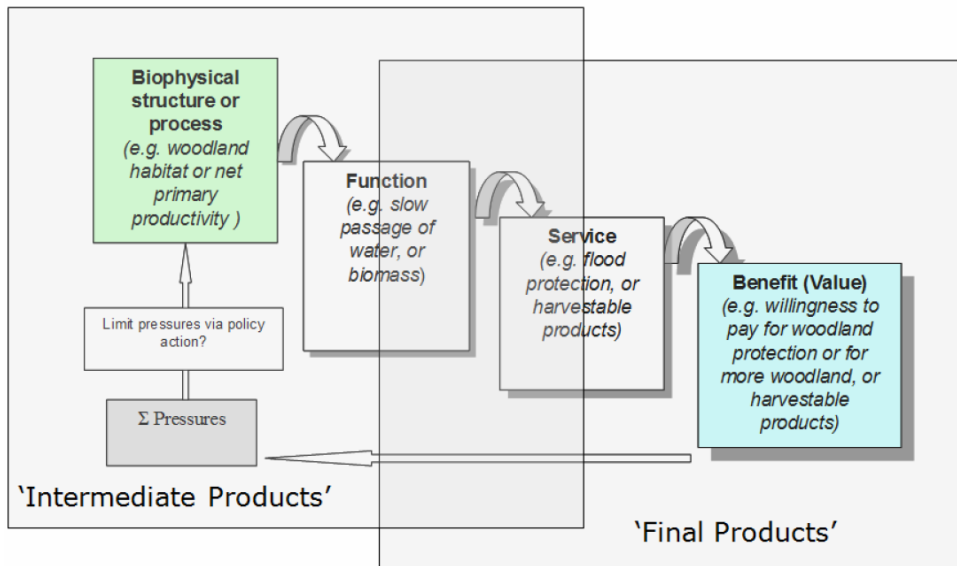 Biophysical
structure or
process
(e.g. woodland
habitat or net
primary
productivity )
Function
(e.g. slow
passage of
water, or
biomass)
Service
(e.g. flood
protection, or
harvestable
products)
Benefit (Value)
(e.g. willingness to
pay for woodland
protection or for
more woodland, or
harvestable
products)
Limit pressures via policy
action?
Σ Pressures
‘Intermediate Products’
‘Final Products’